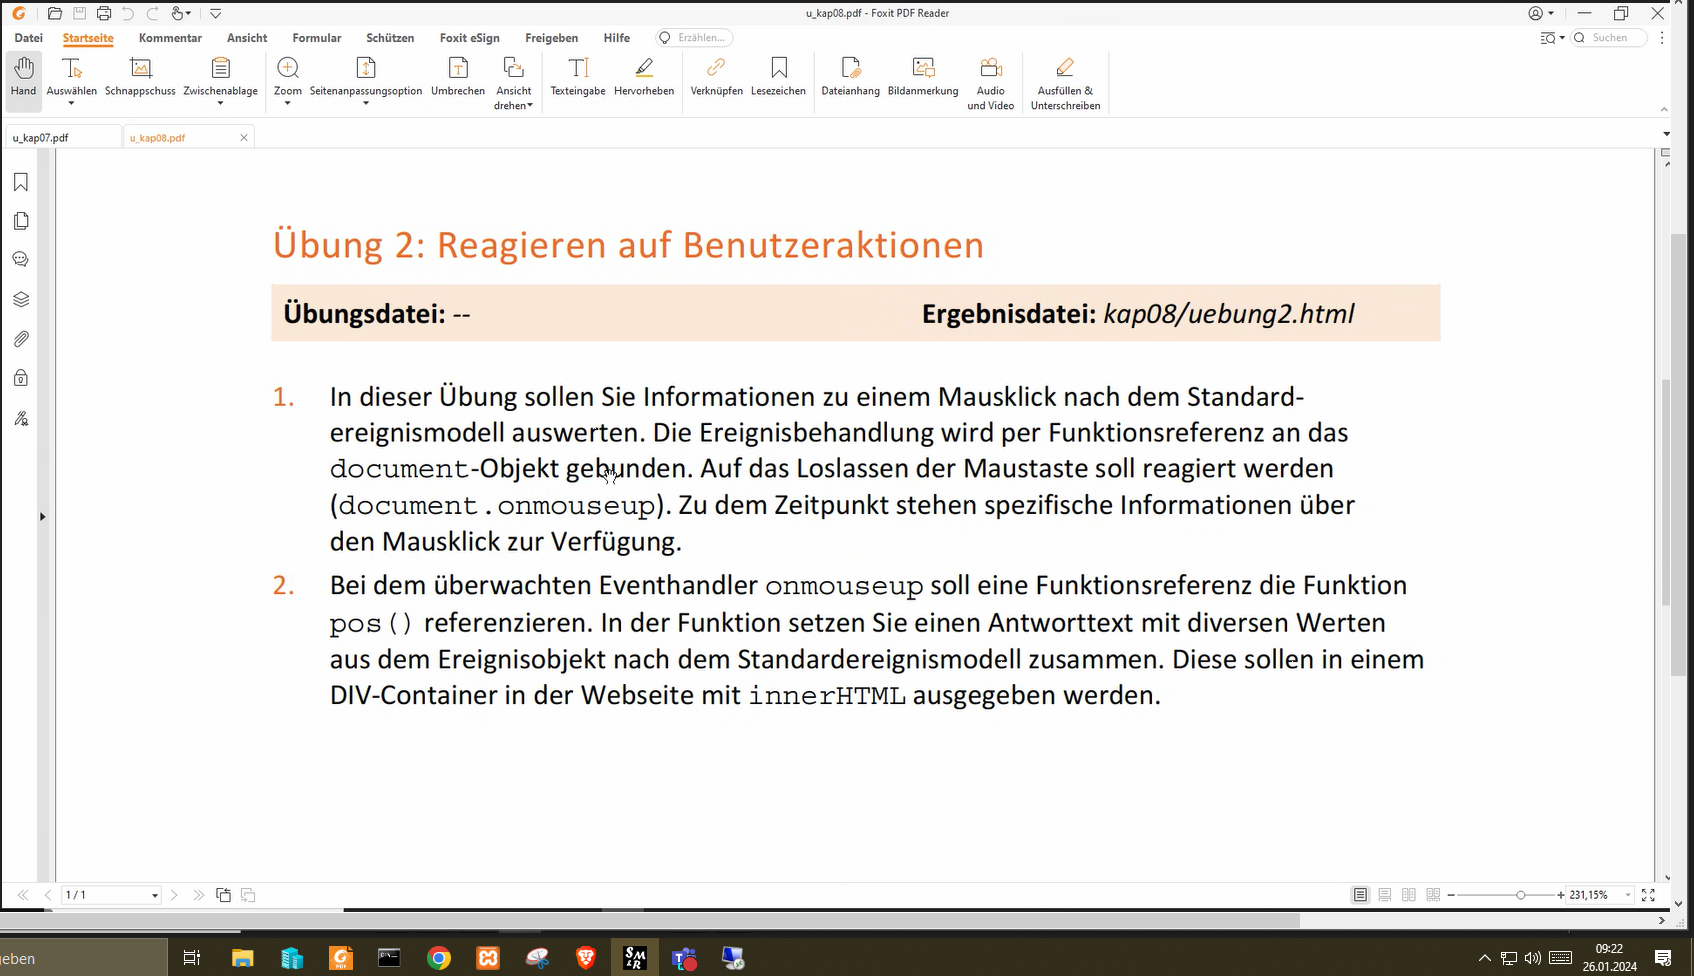 u_kap08.pdf - Foxit PDF Reader
Datei Startseite Kommentar Ansicht Formular Schützen Foxit eSign Freigeben Hilfe Erzählen... Suchen
Hand Auswählen Schnappschuss Zwischenablage Zoom Seitenanpassungsoption Umbrechen Ansicht Texteingabe Hervorheben Verknüpfen Lesezeichen Dateianhang Bildanmerkung Audio Ausfüllen &
drehen und Video Unterschreiben
u_kap07.pdf u_kap08.pdf
Übung 2: Reagieren auf Benutzeraktionen
Übungsdatei: -- Ergebnisdatei: kap08/uebung2.html
1. In dieser Übung sollen Sie Informationen zu einem Mausklick nach dem Standard-
ereignismodell auswerten. Die Ereignisbehandlung wird per Funktionsreferenz an das
document-Objekt gebunden. Auf das Loslassen der Maustaste soll reagiert werden
(document.onmouseup). Zu dem Zeitpunkt stehen spezifische Informationen über
den Mausklick zur Verfügung.
2. Bei dem überwachten Eventhandler onmouseup soll eine Funktionsreferenz die Funktion
pos() referenzieren. In der Funktion setzen Sie einen Antworttext mit diversen Werten
aus dem Ereignisobjekt nach dem Standardereignismodell zusammen. Diese sollen in einem
DIV-Container in der Webseite mit innerHTML ausgegeben werden.
1 / 1 231,15%
geben PDF SM&R 09:22
26.01.2024